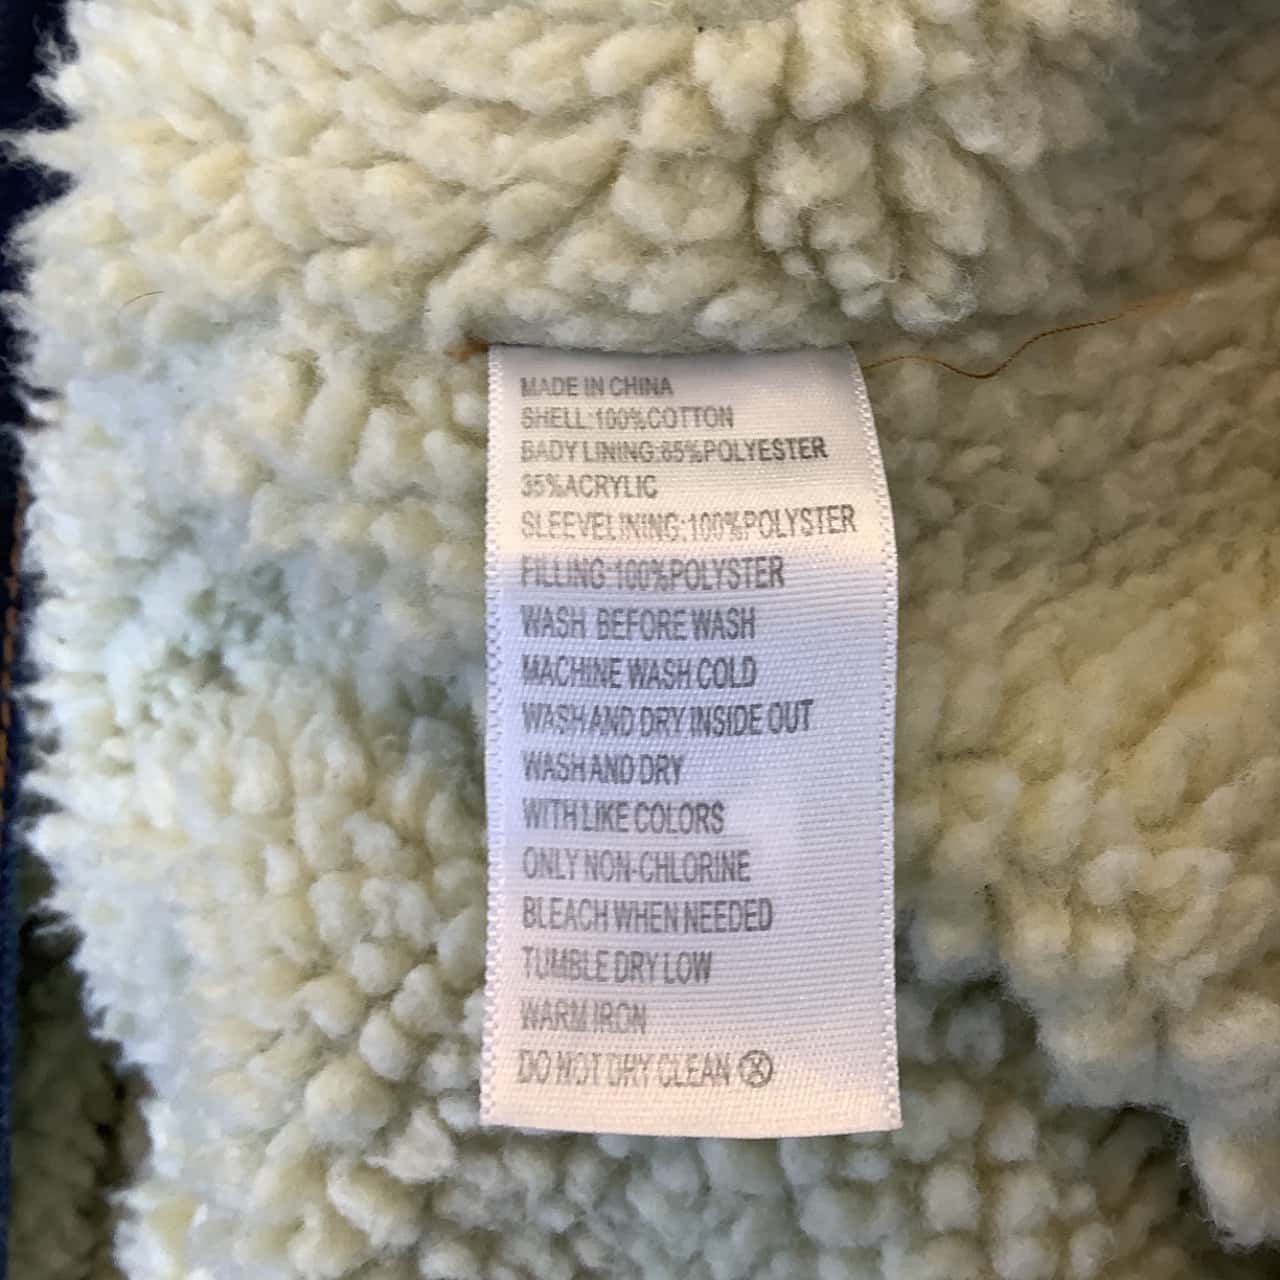 MADE IN CHINA
SHELL:100%COTTON
BADY LINING:65%POLYESTER
35%ACRYLIC
SLEEVELINING:100%POLYSTER
FILLING:100%POLYSTER
WASH BEFORE WASH
MACHINE WASH COLD
WASH AND DRY INSIDE OUT
WASH AND DRY
WITH LIKE COLORS
ONLY NON-CHLORINE
BLEACH WHEN NEEDED
TUMBLE DRY LOW
WARM IRON
DO NOT DRY CLEAN